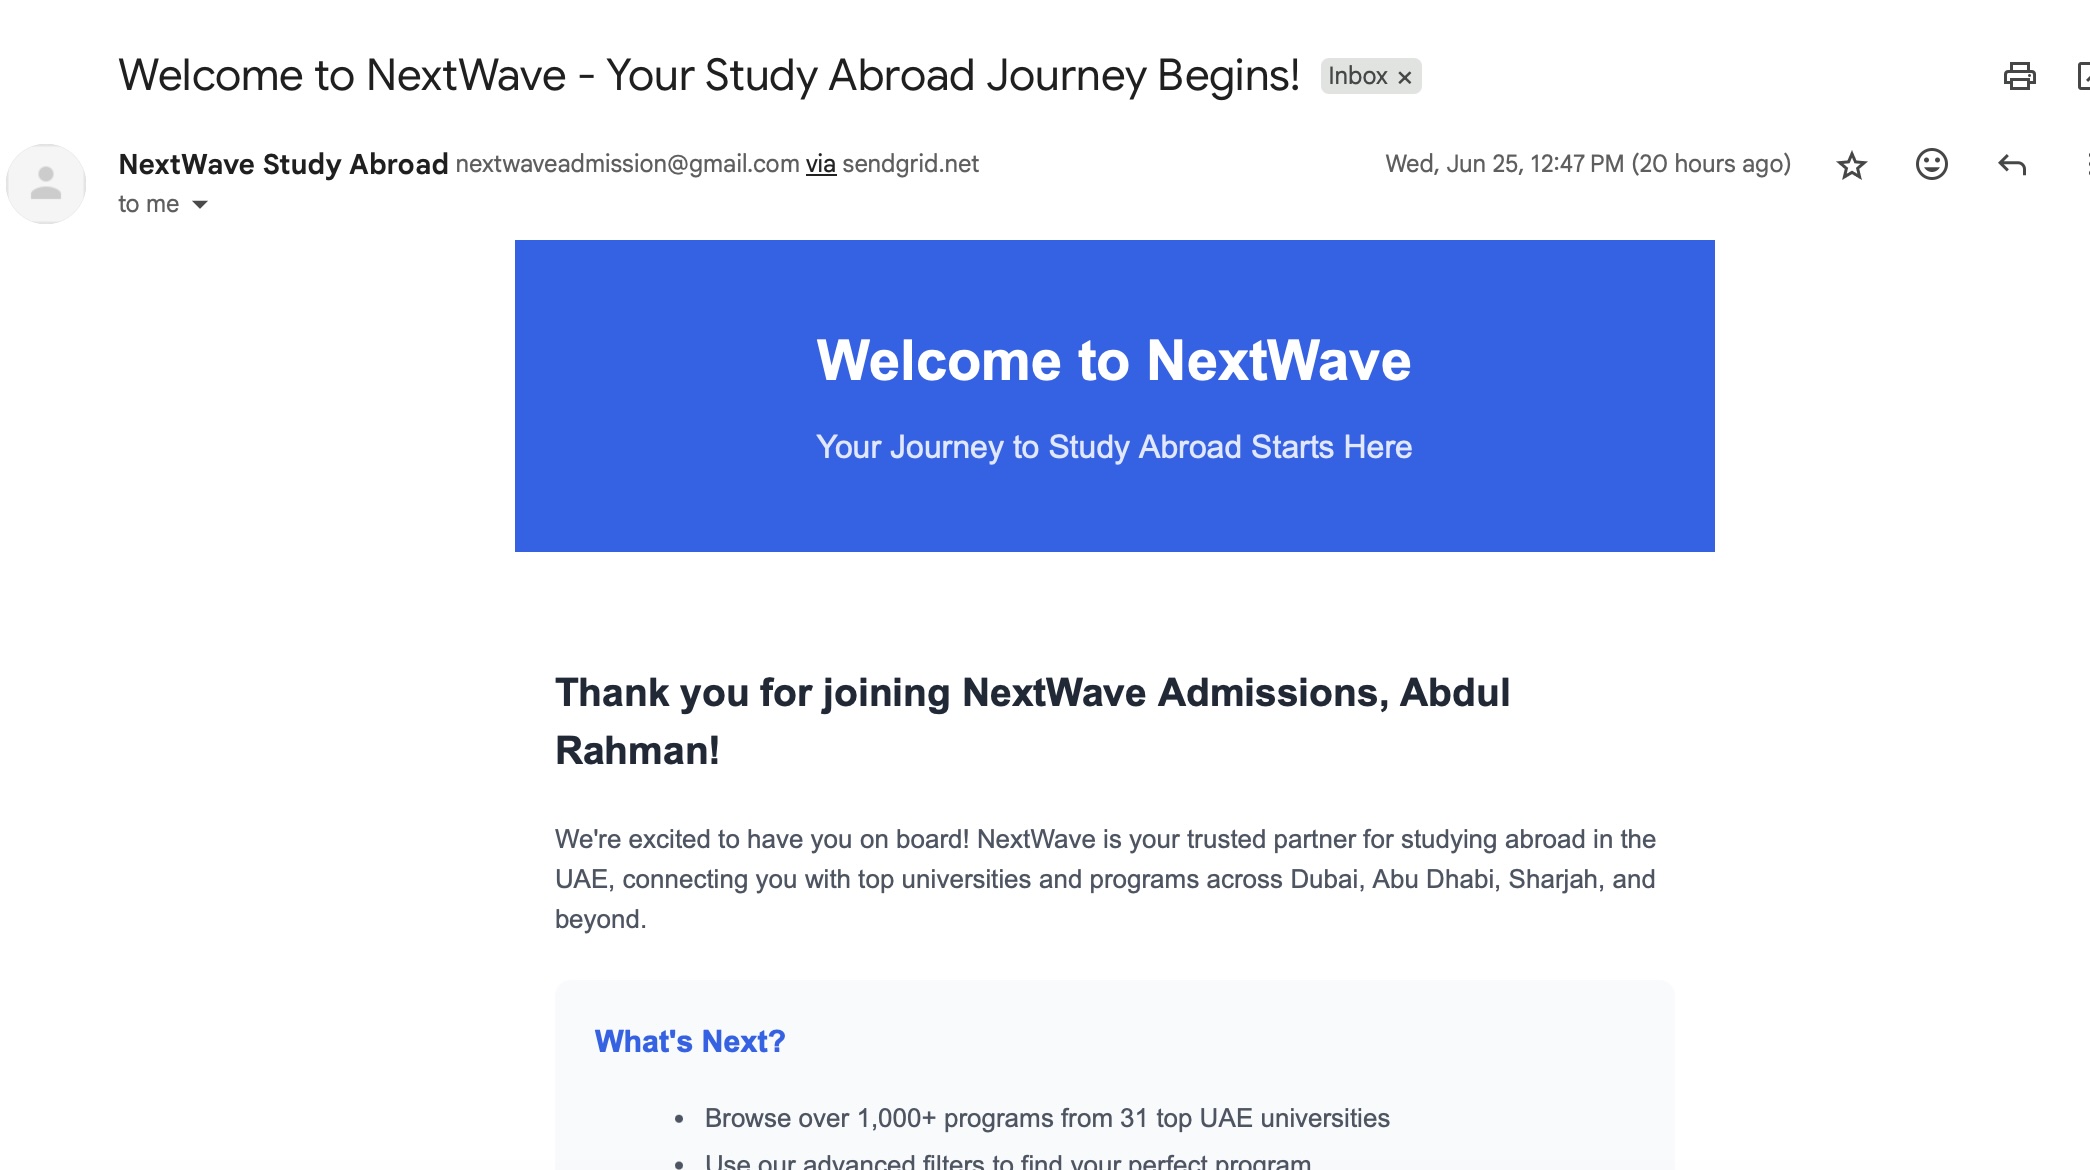 Welcome to NextWave - Your Study Abroad Journey Begins! Inbox ×
NextWave Study Abroad nextwaveadmission@gmail.com via sendgrid.net Wed, Jun 25, 12:47 PM (20 hours ago)
to me
Welcome to NextWave
Your Journey to Study Abroad Starts Here
Thank you for joining NextWave Admissions, Abdul
Rahman!
We're excited to have you on board! NextWave is your trusted partner for studying abroad in the
UAE, connecting you with top universities and programs across Dubai, Abu Dhabi, Sharjah, and
beyond.
What's Next?
• Browse over 1,000+ programs from 31 top UAE universities
• Use our advanced filters to find your perfect program